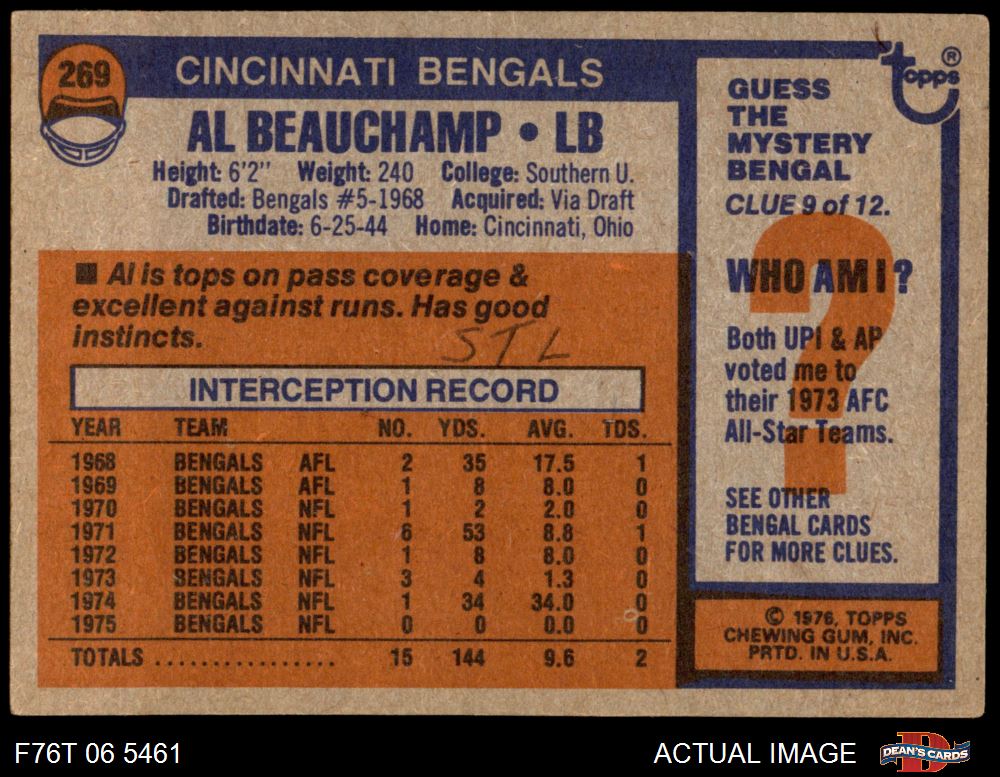 269
CINCINNATI BENGALS
AL BEAUCHAMP • LB
Height: 6'2" Weight: 240 College: Southern U.
Drafted: Bengals #5-1968 Acquired: Via Draft
Birthdate: 6-25-44 Home: Cincinnati, Ohio
■ Al is tops on pass coverage &
excellent against runs. Has good
instincts.
STL
INTERCEPTION RECORD
YEAR TEAM NO. YDS. AVG. TDS.
1968 BENGALS AFL 2 35 17.5 1
1969 BENGALS AFL 1 8 8.0 0
1970 BENGALS NFL 1 2 2.0 0
1971 BENGALS NFL 6 53 8.8 1
1972 BENGALS NFL 1 8 8.0 0
1973 BENGALS NFL 3 4 1.3 0
1974 BENGALS NFL 1 34 34.0 0
1975 BENGALS NFL 0 0 0.0 0
TOTALS ................ 15 144 9.6 2
topps®
GUESS
THE
MYSTERY
BENGAL
CLUE 9 of 12.
?
WHO AM I?
Both UPI & AP
voted me to
their 1973 AFC
All-Star Teams.
SEE OTHER
BENGAL CARDS
FOR MORE CLUES.
© 1976, TOPPS
CHEWING GUM, INC.
PRTD. IN U.S.A.
F76T 06 5461
ACTUAL IMAGE
DEAN'S CARDS